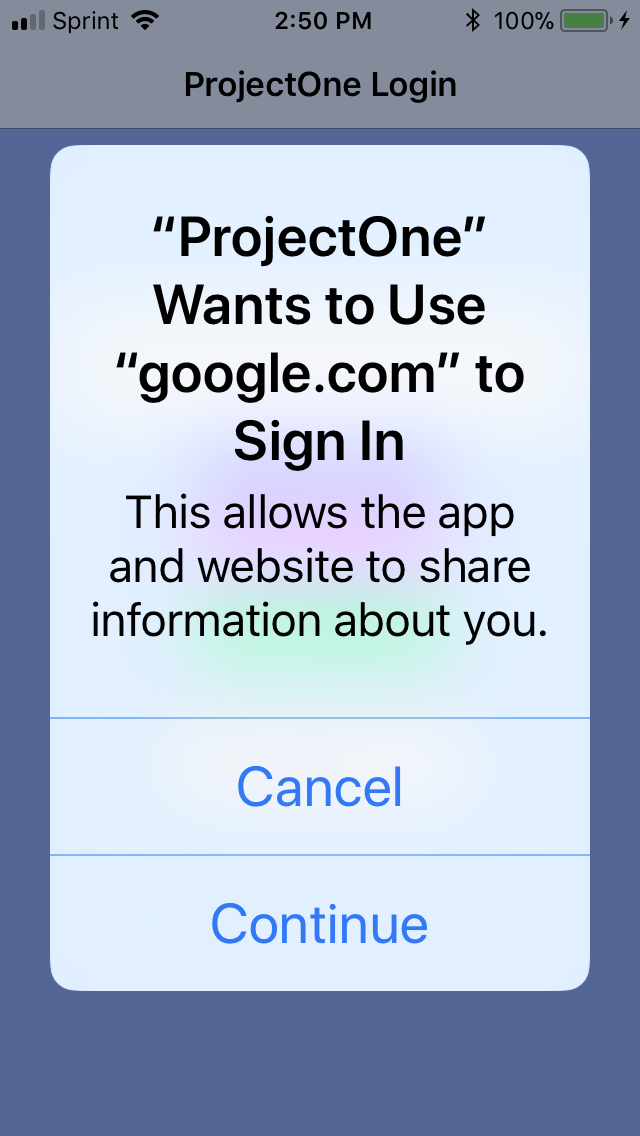 Sprint 2:50 PM 100%
ProjectOne Login
“ProjectOne”
Wants to Use
“google.com” to
Sign In
This allows the app
and website to share
information about you.
Cancel
Continue